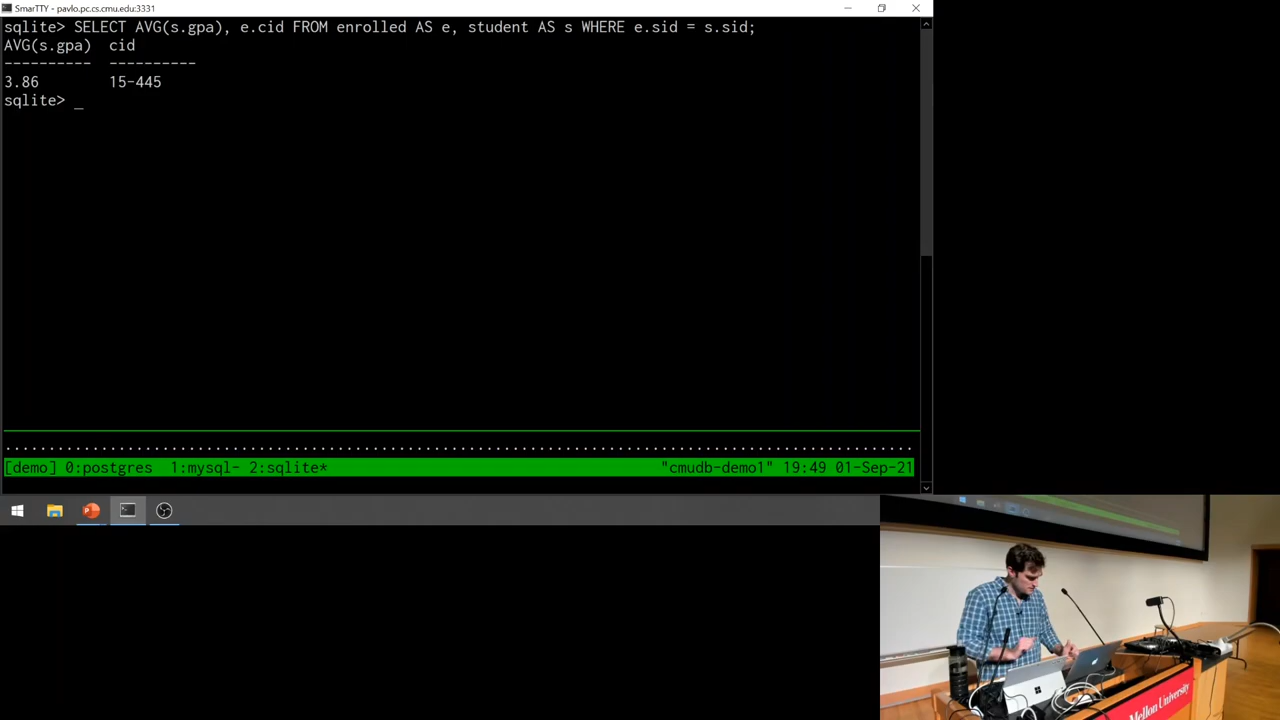 SmarTTY - pavlo.pc.cs.cmu.edu:3331
sqlite> SELECT AVG(s.gpa), e.cid FROM enrolled AS e, student AS s WHERE e.sid = s.sid;
AVG(s.gpa)  cid
----------  ----------
3.86        15-445
sqlite> _
[demo] 0:postgres  1:mysql- 2:sqlite*
"cmudb-demo1" 19:49 01-Sep-21
Mellon University